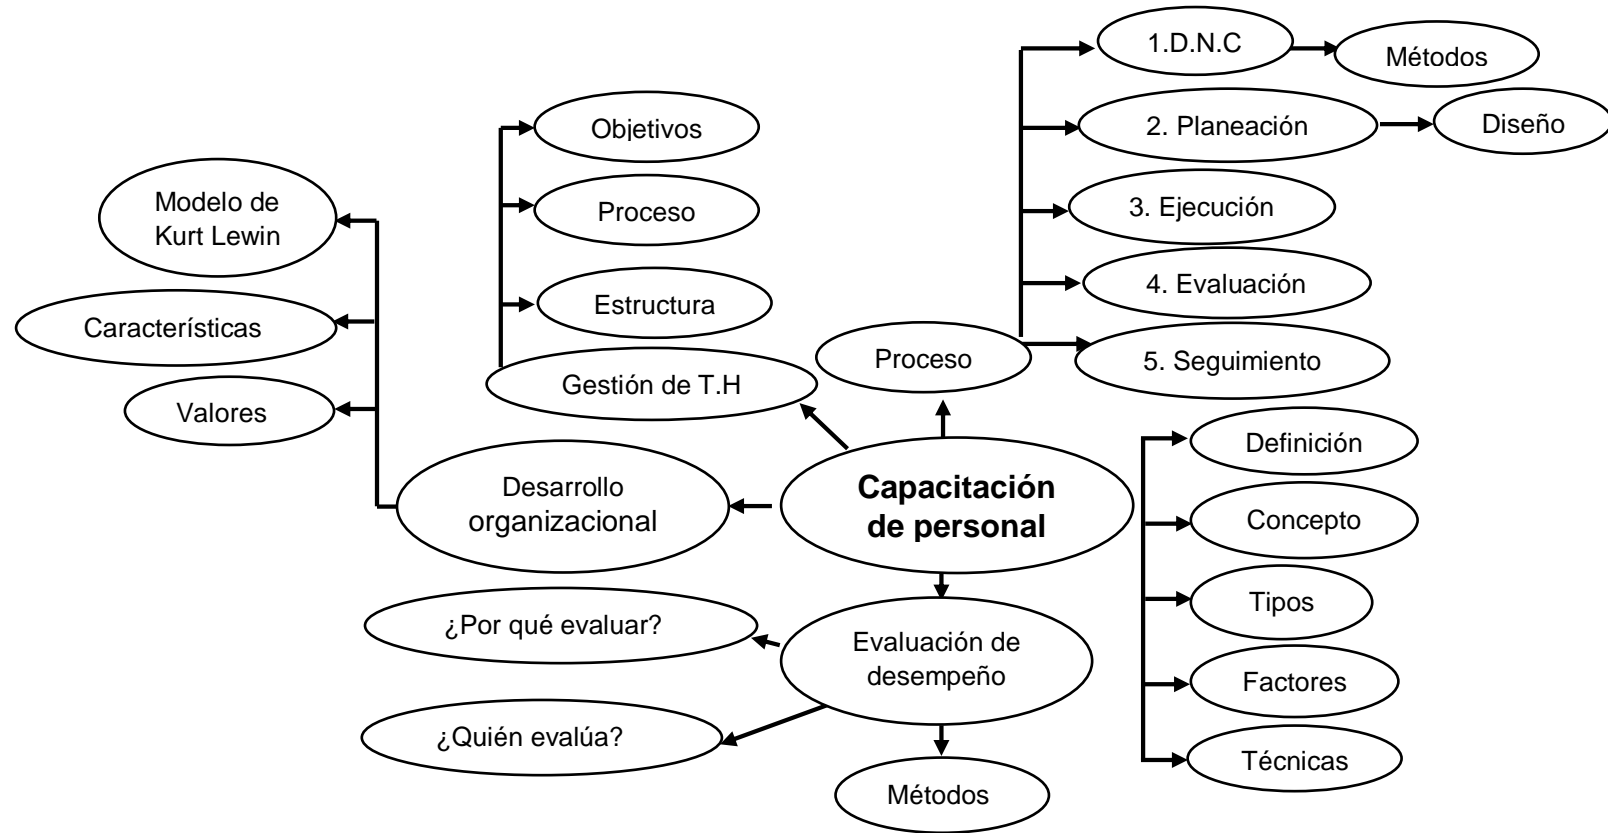 1.D.N.C
Métodos
Objetivos
2. Planeación
Diseño
Modelo de
Kurt Lewin
Proceso
3. Ejecución
Estructura
4. Evaluación
Características
Proceso
5. Seguimiento
Gestión de T.H
Valores
Definición
Desarrollo
organizacional
Capacitación
de personal
Concepto
Tipos
¿Por qué evaluar?
Evaluación de
desempeño
Factores
¿Quién evalúa?
Técnicas
Métodos